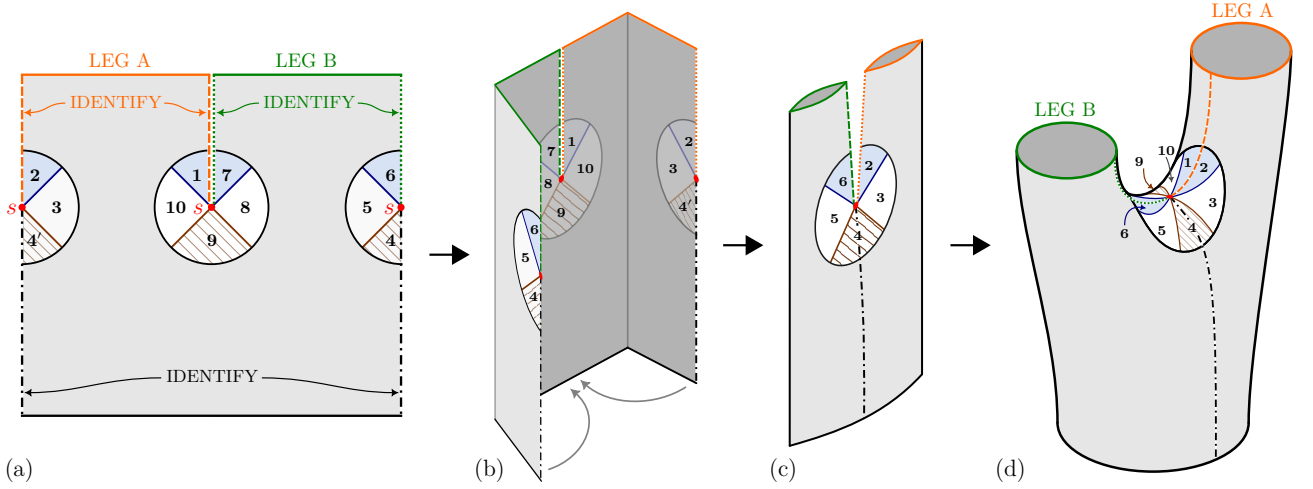 LEG A LEG B
IDENTIFY IDENTIFY
2 1 7 6
s 3 10 s 8 5 s
4′ 9 4
IDENTIFY
(a)
7 1 2
8 10 3
9 4′
6
5
4
(b)
6
5 3
4
(c)
LEG A
LEG B
9 10 1 2
3
6 5 4
(d)